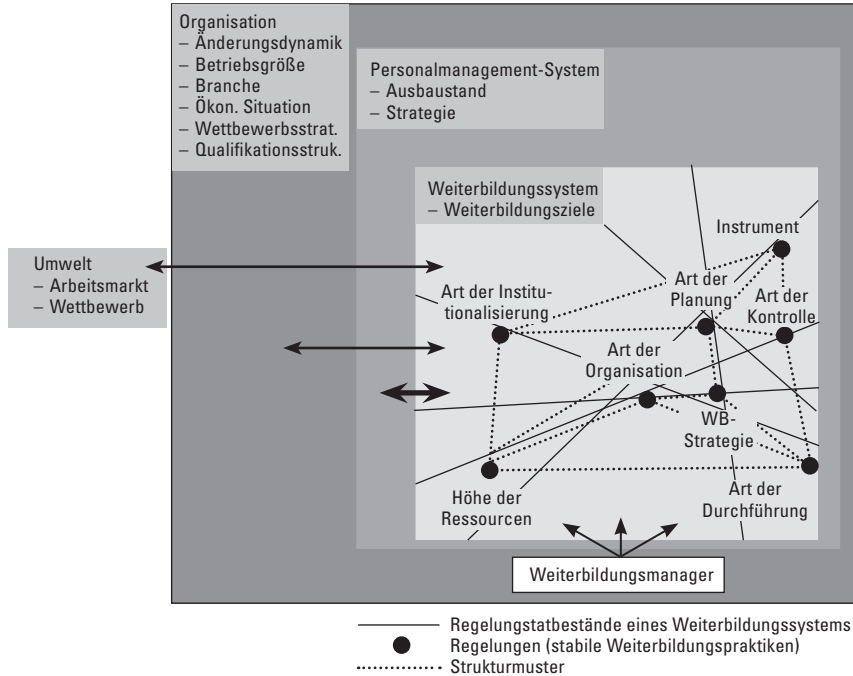 Organisation
– Änderungsdynamik
– Betriebsgröße
– Branche
– Ökon. Situation
– Wettbewerbsstrat.
– Qualifikationsstruk.
Personalmanagement-System
– Ausbaustand
– Strategie
Weiterbildungssystem
– Weiterbildungsziele
Umwelt
– Arbeitsmarkt
– Wettbewerb
Instrument
Art der Institu-
tionalisierung
Art der
Planung
Art der
Kontrolle
Art der
Organisation
WB-
Strategie
Höhe der
Ressourcen
Art der
Durchführung
Weiterbildungsmanager
Regelungstatbestände eines Weiterbildungssystems
Regelungen (stabile Weiterbildungspraktiken)
Strukturmuster